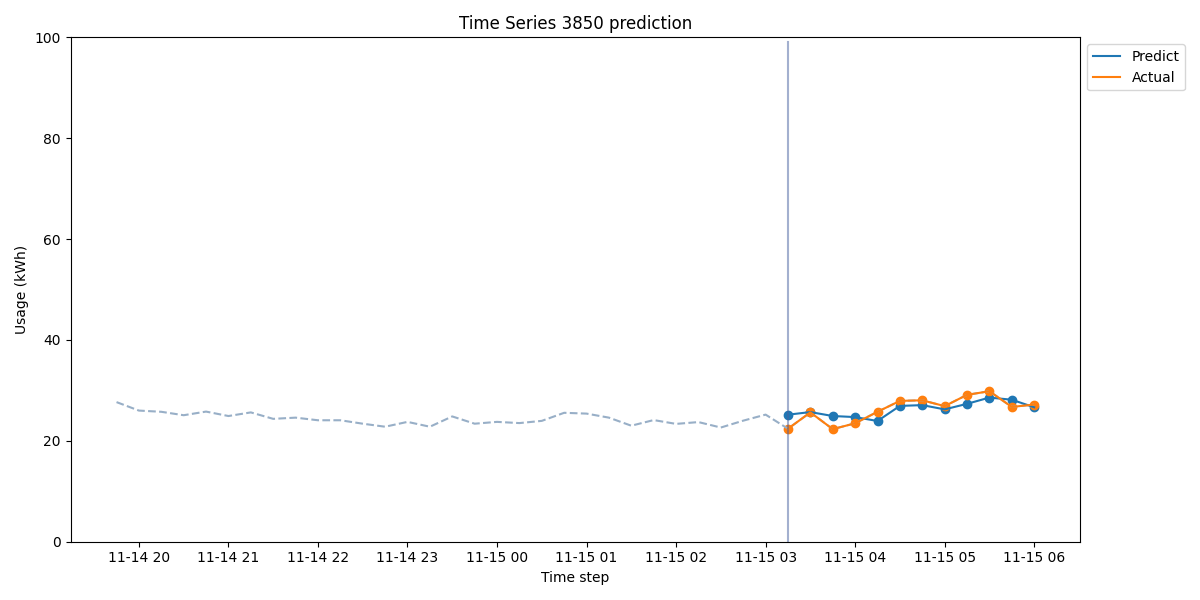 Time Series 3850 prediction
Usage (kWh)
100
80
60
40
20
0
11-14 20 11-14 21 11-14 22 11-14 23 11-15 00 11-15 01 11-15 02 11-15 03 11-15 04 11-15 05 11-15 06
Time step
Predict
Actual